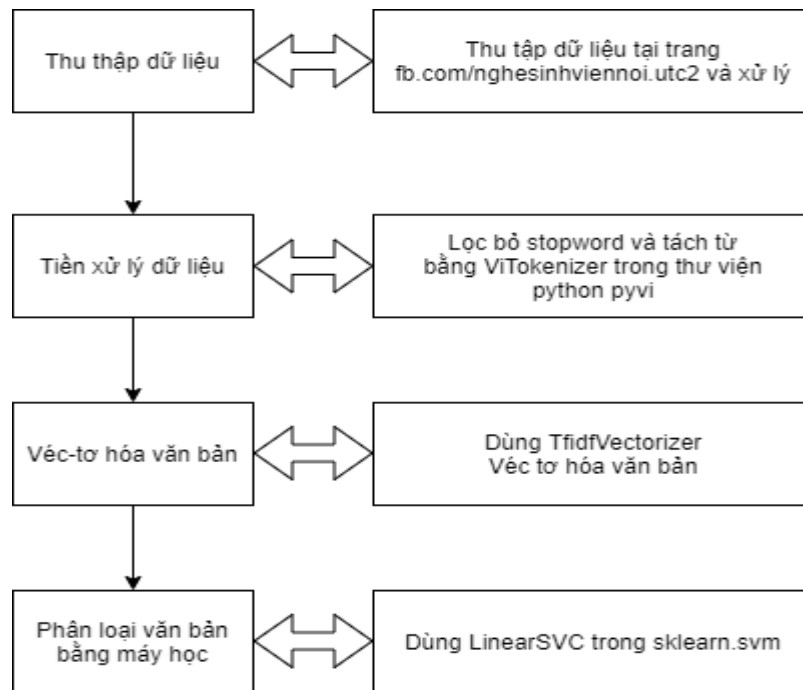 Thu thập dữ liệu
Thu tập dữ liệu tại trang
fb.com/nghesinhviennoi.utc2 và xử lý
Tiền xử lý dữ liệu
Lọc bỏ stopword và tách từ
bằng ViTokenizer trong thư viện
python pyvi
Véc-tơ hóa văn bản
Dùng TfidfVectorizer
Véc tơ hóa văn bản
Phân loại văn bản
bằng máy học
Dùng LinearSVC trong sklearn.svm